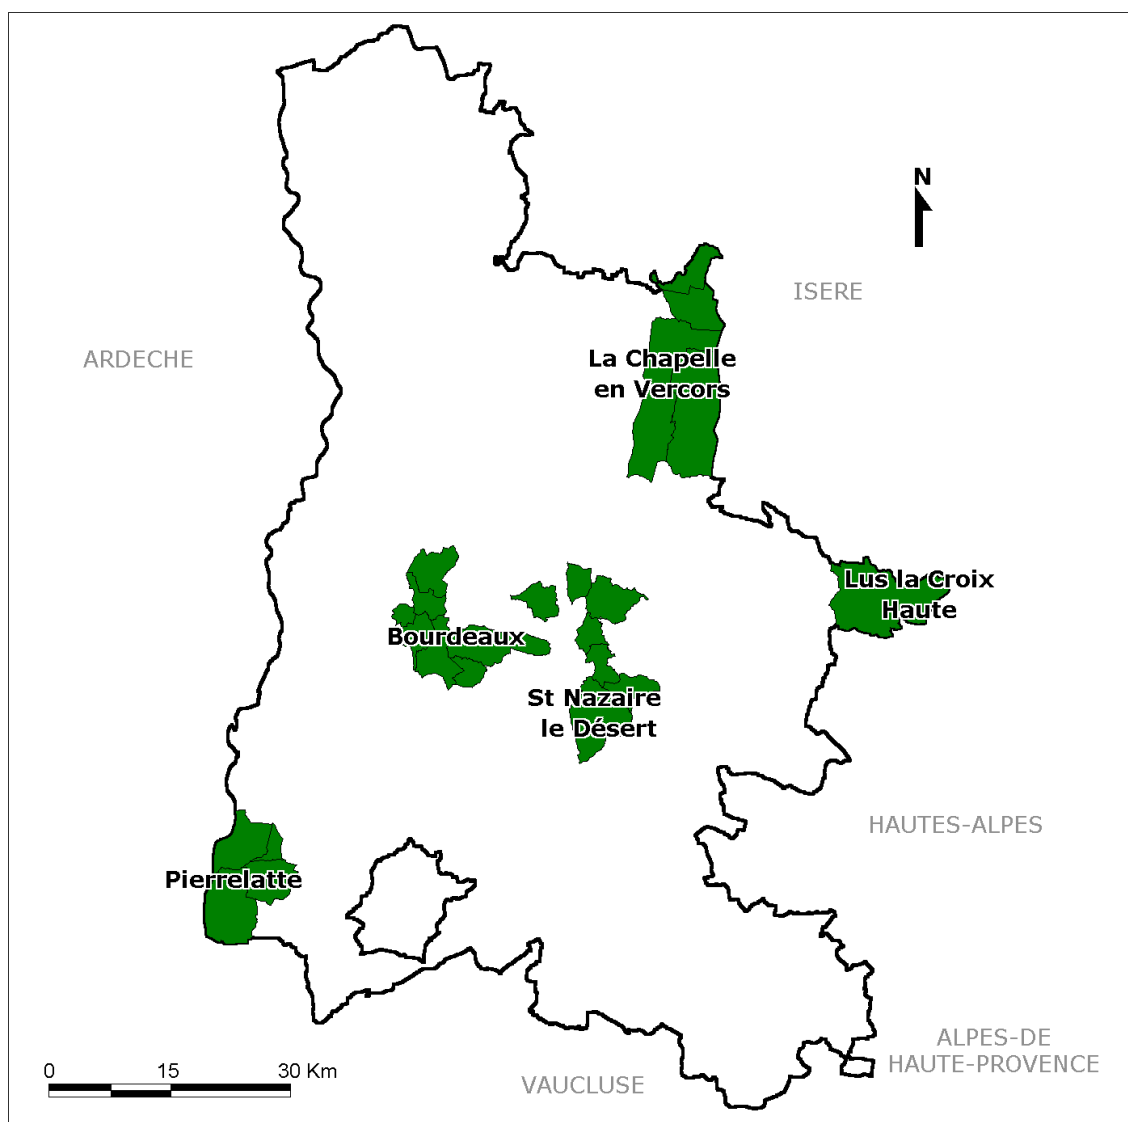 N
ISERE
ARDECHE
La Chapelle
en Vercors
Lus la Croix
Haute
Bourdeaux
St Nazaire
le Désert
HAUTES-ALPES
Pierrelatte
ALPES-DE
HAUTE-PROVENCE
VAUCLUSE
0 15 30 Km